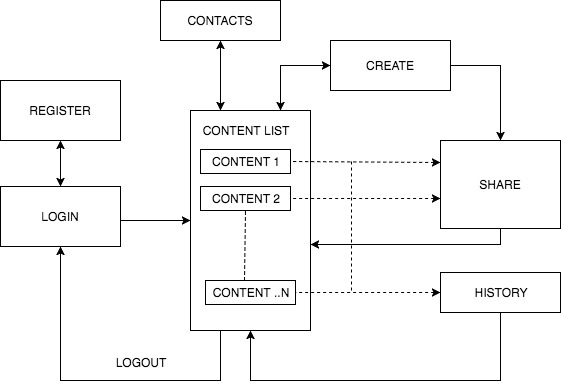 CONTACTS
CREATE
REGISTER
CONTENT LIST
CONTENT 1
CONTENT 2
SHARE
LOGIN
CONTENT ..N
HISTORY
LOGOUT